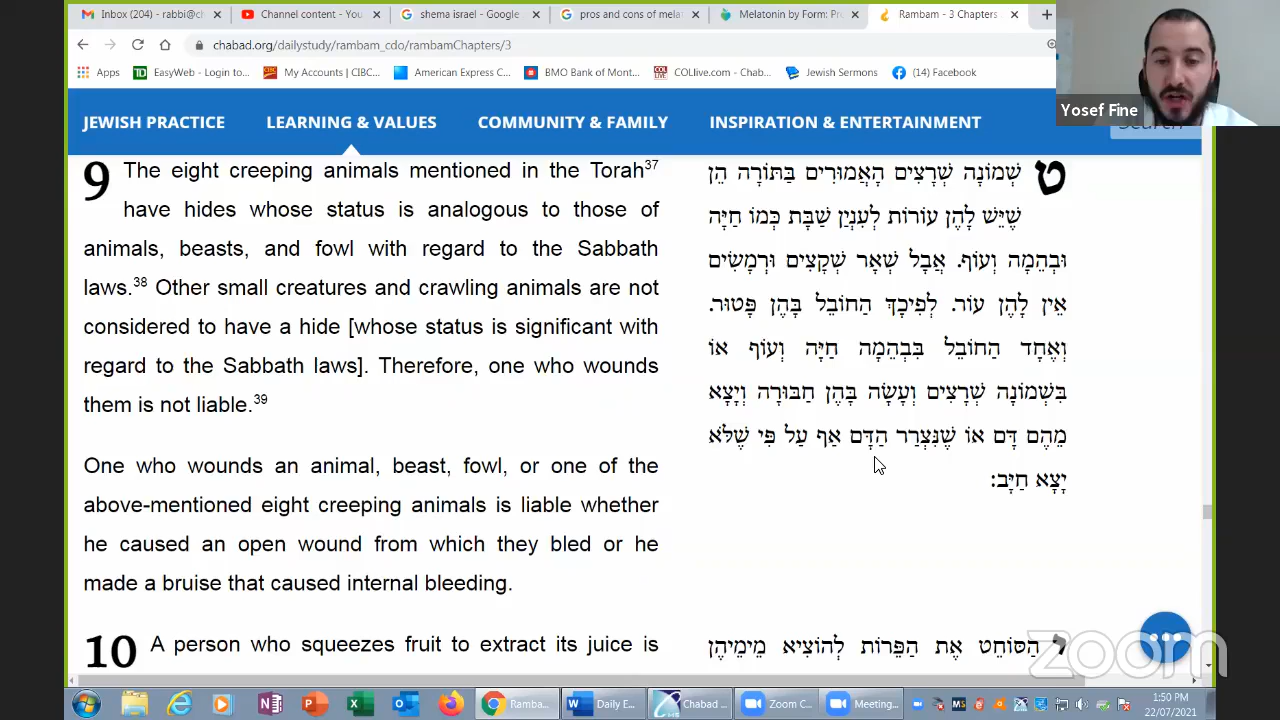 Inbox (204) - rabbi@ch
Channel content - You
shema israel - Google
pros and cons of melat
Melatonin by Form: Pro
Rambam - 3 Chapters
chabad.org/dailystudy/rambam_cdo/rambamChapters/3
Apps
EasyWeb - Login to...
My Accounts | CIBC...
American Express C...
BMO Bank of Mont...
COLlive.com - Chab...
Jewish Sermons
(14) Facebook
Yosef Fine
JEWISH PRACTICE
LEARNING & VALUES
COMMUNITY & FAMILY
INSPIRATION & ENTERTAINMENT
Search
9 The eight creeping animals mentioned in the Torah37
have hides whose status is analogous to those of
animals, beasts, and fowl with regard to the Sabbath
laws.38 Other small creatures and crawling animals are not
considered to have a hide [whose status is significant with
regard to the Sabbath laws]. Therefore, one who wounds
them is not liable.39
One who wounds an animal, beast, fowl, or one of the
above-mentioned eight creeping animals is liable whether
he caused an open wound from which they bled or he
made a bruise that caused internal bleeding.
10 A person who squeezes fruit to extract its juice is
ט שְׁמוֹנָה שְׁרָצִים הָאֲמוּרִים בַּתּוֹרָה הֵן
שֶׁיֵּשׁ לָהֶן עוֹרוֹת לְעִנְיַן שַׁבָּת כְּמוֹ חַיָּה
וּבְהֵמָה וְעוֹף. אֲבָל שְׁאָר שְׁקָצִים וּרְמָשִׂים
אֵין לָהֶן עוֹר. לְפִיכָךְ הַחוֹבֵל בָּהֶן פָּטוּר.
וְאֶחָד הַחוֹבֵל בִּבְהֵמָה חַיָּה וְעוֹף אוֹ
בִּשְׁמוֹנָה שְׁרָצִים וְעָשָׂה בָּהֶן חַבּוּרָה וְיָצָא
מֵהֶם דָּם אוֹ שֶׁנִּצְרַר הַדָּם אַף עַל פִּי שֶׁלֹּא
יָצָא חַיָּב:
י הַסּוֹחֵט אֶת הַפֵּרוֹת לְהוֹצִיא מֵימֵיהֶן
zoom
Ramba...
Daily E...
Chabad ...
Zoom C...
Meeting...
1:50 PM
22/07/2021